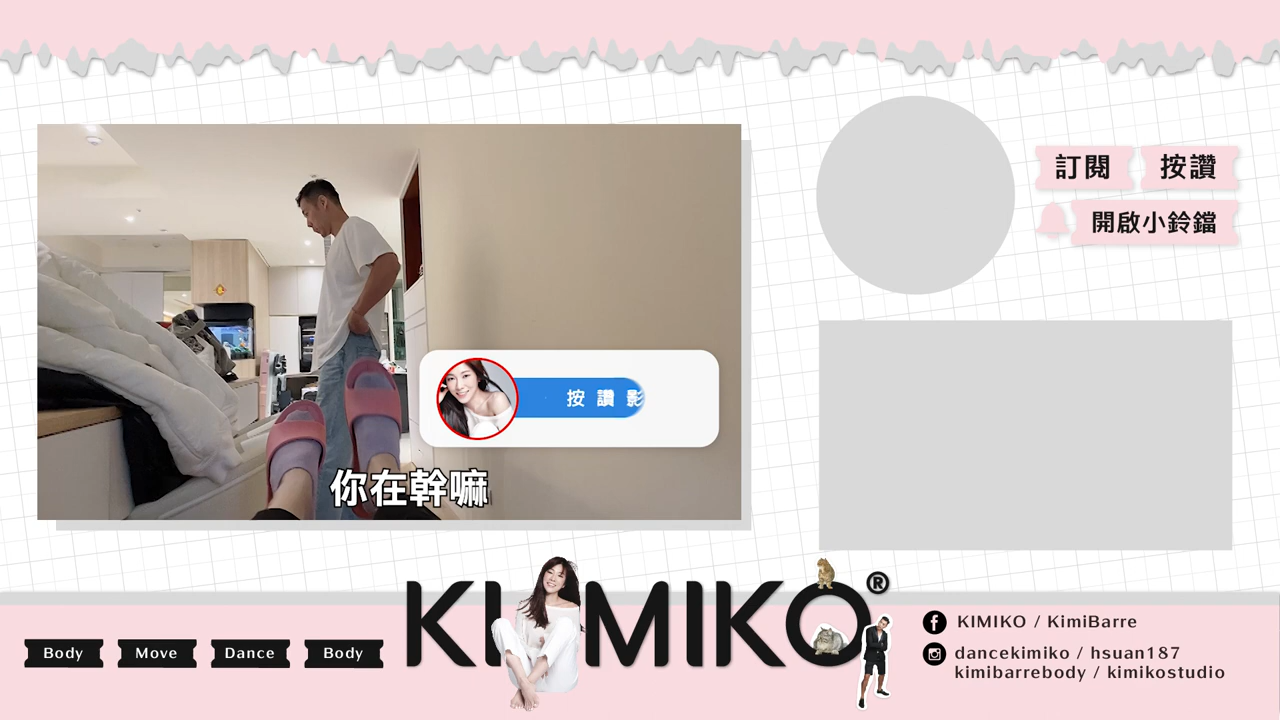 訂閱
按讚
開啟小鈴鐺
按讚影
你在幹嘛
KIMIKO®
Body
Move
Dance
Body
KIMIKO / KimiBarre
dancekimiko / hsuan187
kimibarrebody / kimikostudio